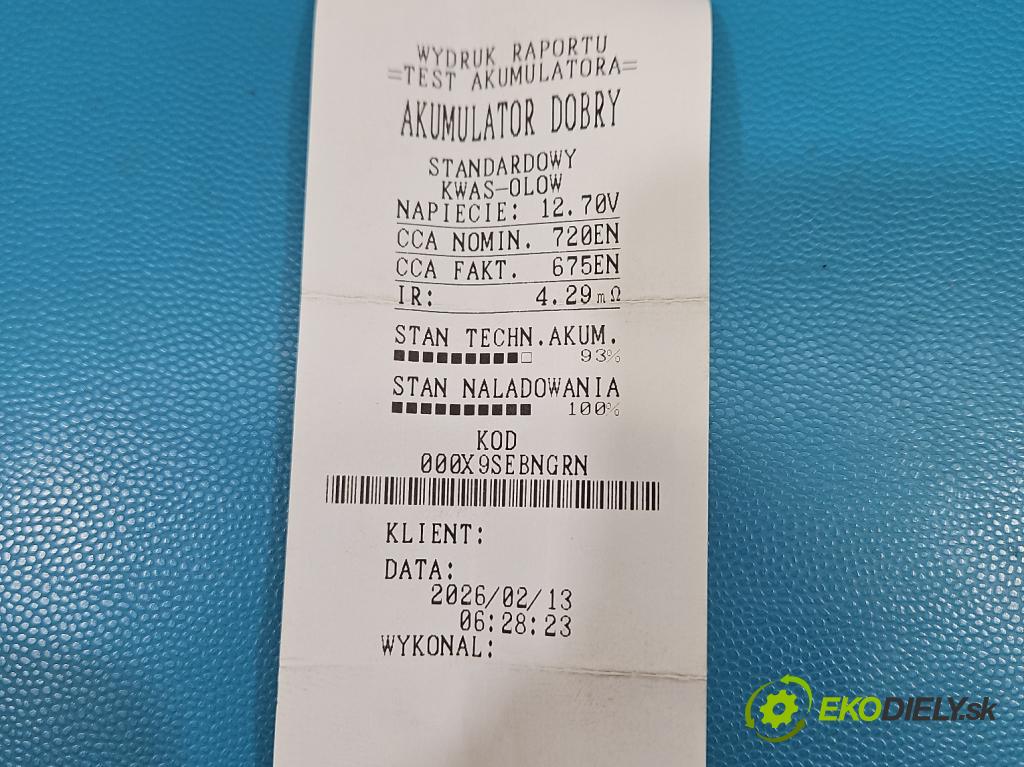 WYDRUK RAPORTU
=TEST AKUMULATORA=
AKUMULATOR DOBRY
STANDARDOWY
KWAS-OLOW
NAPIECIE: 12.70V
CCA NOMIN. 720EN
CCA FAKT. 675EN
IR: 4.29mΩ
STAN TECHN.AKUM.
93%
STAN NALADOWANIA
100%
KOD
000X9SEBNGRN
KLIENT:
DATA:
2026/02/13
06:28:23
WYKONAL:
EKODIELY.sk